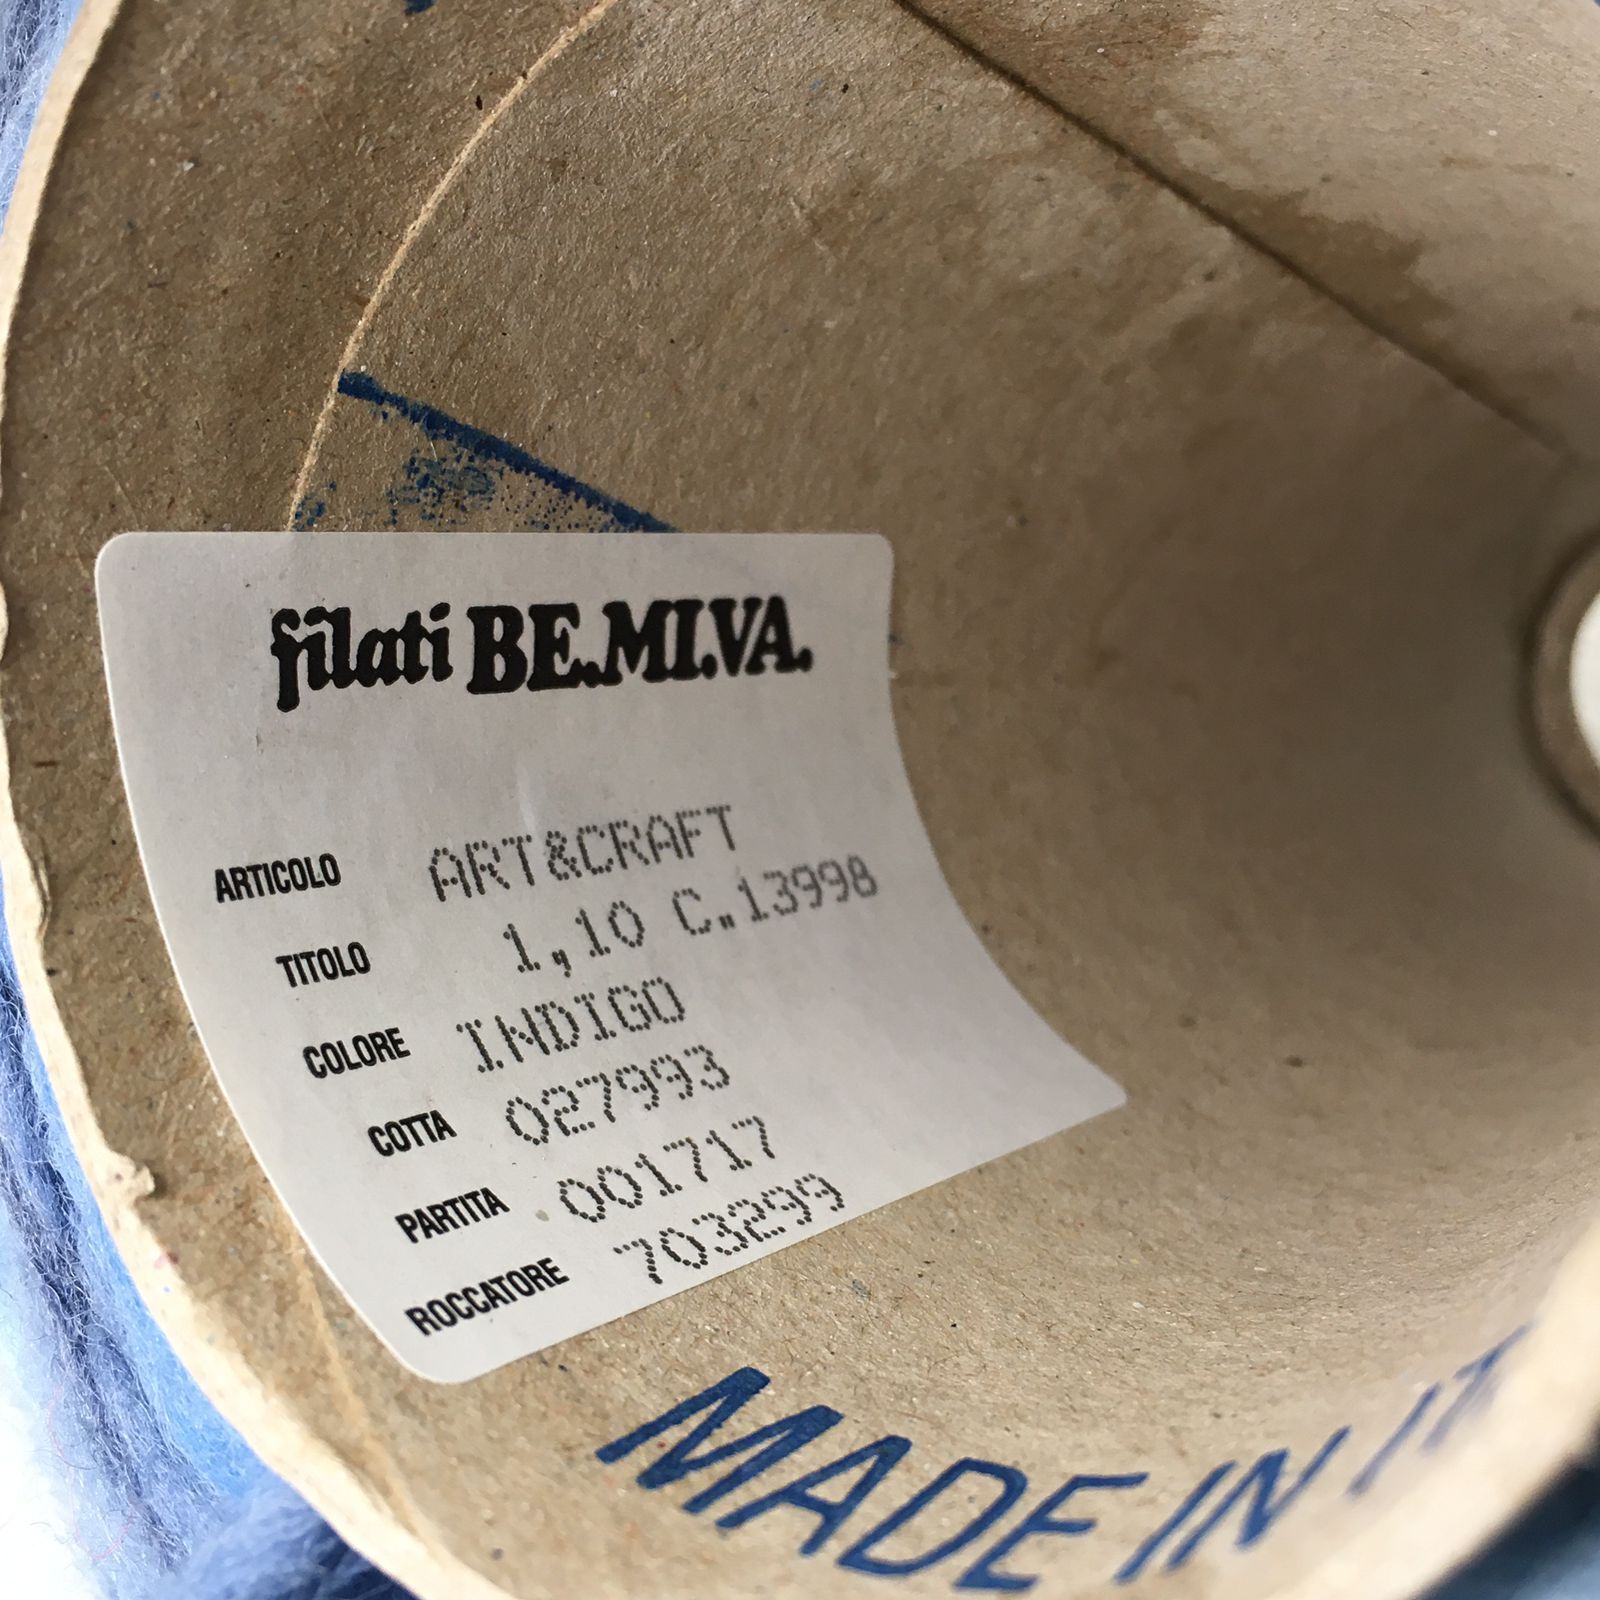 filati BE.MI.VA.
ARTICOLO ART&CRAFT
TITOLO 1,10 C.13998
COLORE INDIGO
COTTA 027993
PARTITA 001717
ROCCATORE 703299
MADE IN IT